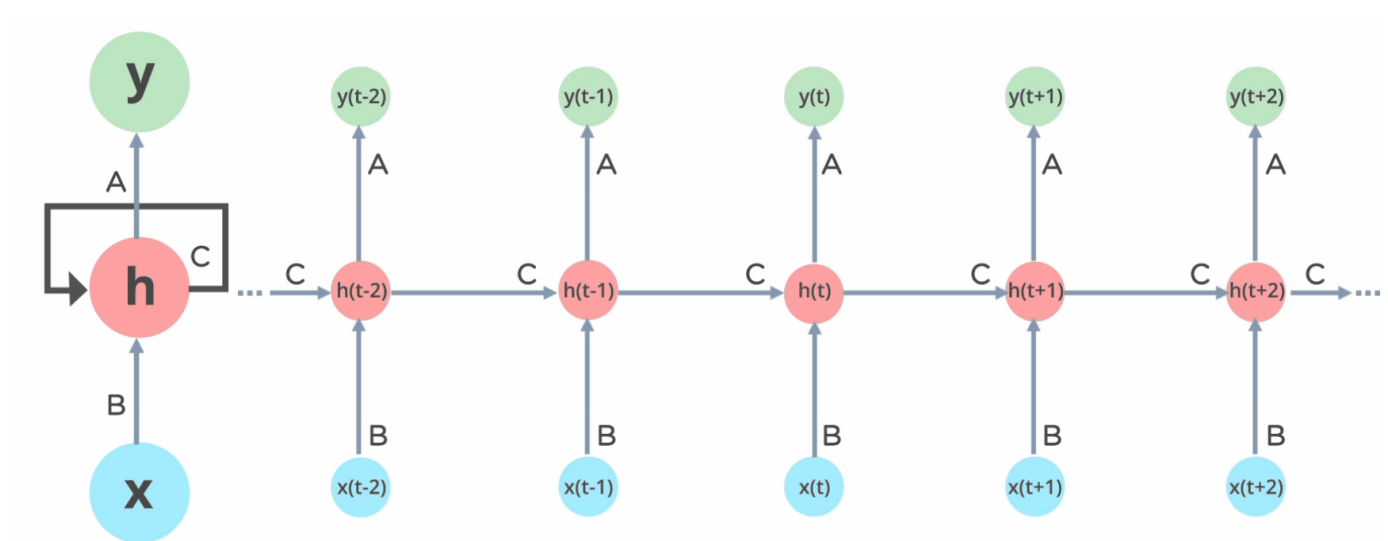 y
y(t-2) y(t-1) y(t) y(t+1) y(t+2)
A A A A A A
C C C C C C C
h
.... h(t-2) h(t-1) h(t) h(t+1) h(t+2) ....
B B B B B B
x
x(t-2) x(t-1) x(t) x(t+1) x(t+2)